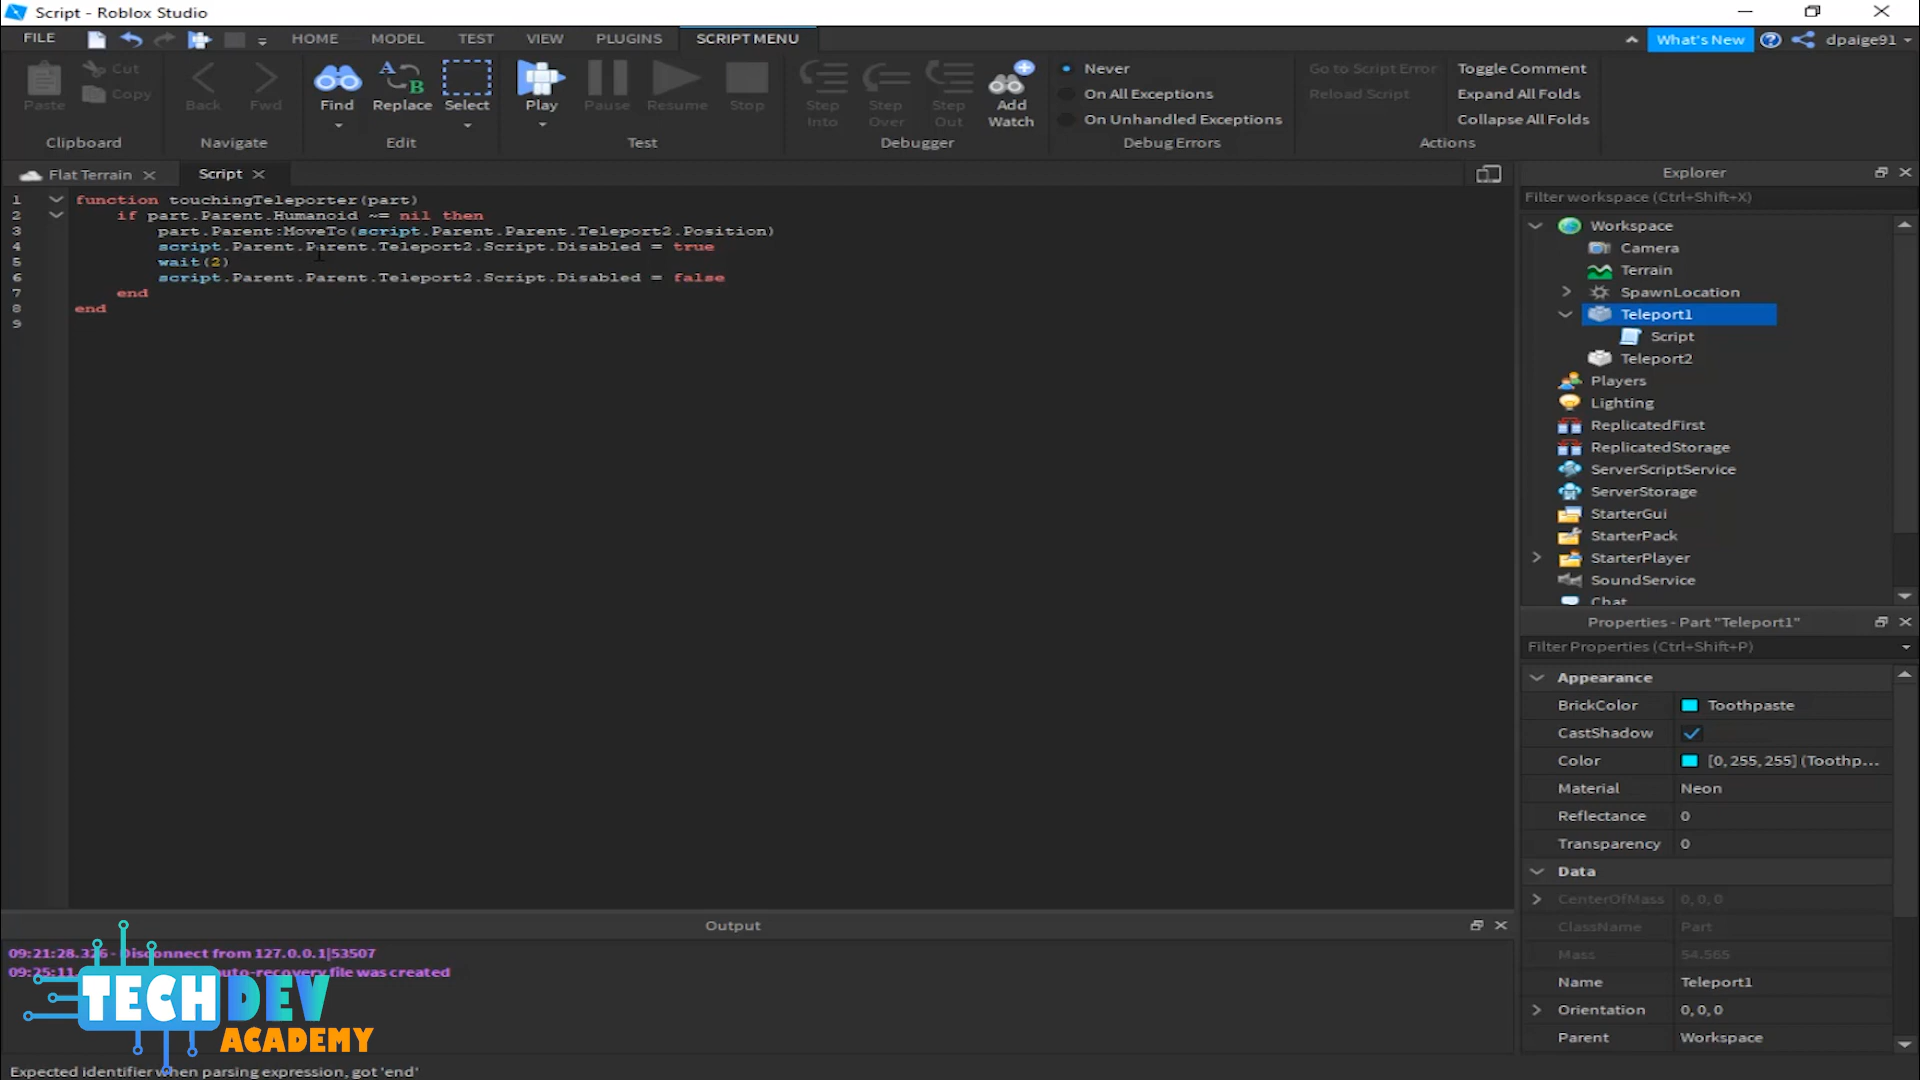 Script - Roblox Studio
FILE HOME MODEL TEST VIEW PLUGINS SCRIPT MENU What's New dpaige91
Paste Cut Copy
Clipboard
Back Fwd
Navigate
Find Replace Select
Edit
Play Pause Resume Stop
Test
Step Into Step Over Step Out Add Watch
Debugger
Never
On All Exceptions
On Unhandled Exceptions
Debug Errors
Go to Script Error
Reload Script
Toggle Comment
Expand All Folds
Collapse All Folds
Actions
Flat Terrain Script
1 function touchingTeleporter(part)
2 if part.Parent.Humanoid ~= nil then
3 part.Parent:MoveTo(script.Parent.Parent.Teleport2.Position)
4 script.Parent.Parent.Teleport2.Script.Disabled = true
5 wait(2)
6 script.Parent.Parent.Teleport2.Script.Disabled = false
7 end
8 end
9
Explorer
Filter workspace (Ctrl+Shift+X)
Workspace
Camera
Terrain
SpawnLocation
Teleport1
Script
Teleport2
Players
Lighting
ReplicatedFirst
ReplicatedStorage
ServerScriptService
ServerStorage
StarterGui
StarterPack
StarterPlayer
SoundService
Chat
Properties - Part "Teleport1"
Filter Properties (Ctrl+Shift+P)
Appearance
BrickColor Toothpaste
CastShadow
Color [0, 255, 255] (Toothp...
Material Neon
Reflectance 0
Transparency 0
Data
CenterOfMass 0, 0, 0
ClassName Part
Mass 54.565
Name Teleport1
Orientation 0, 0, 0
Parent Workspace
Output
09:21:28.326 - Disconnect from 127.0.0.1|53507
09:25:11. auto-recovery file was created
TECH DEV
ACADEMY
Expected identifier when parsing expression, got 'end'